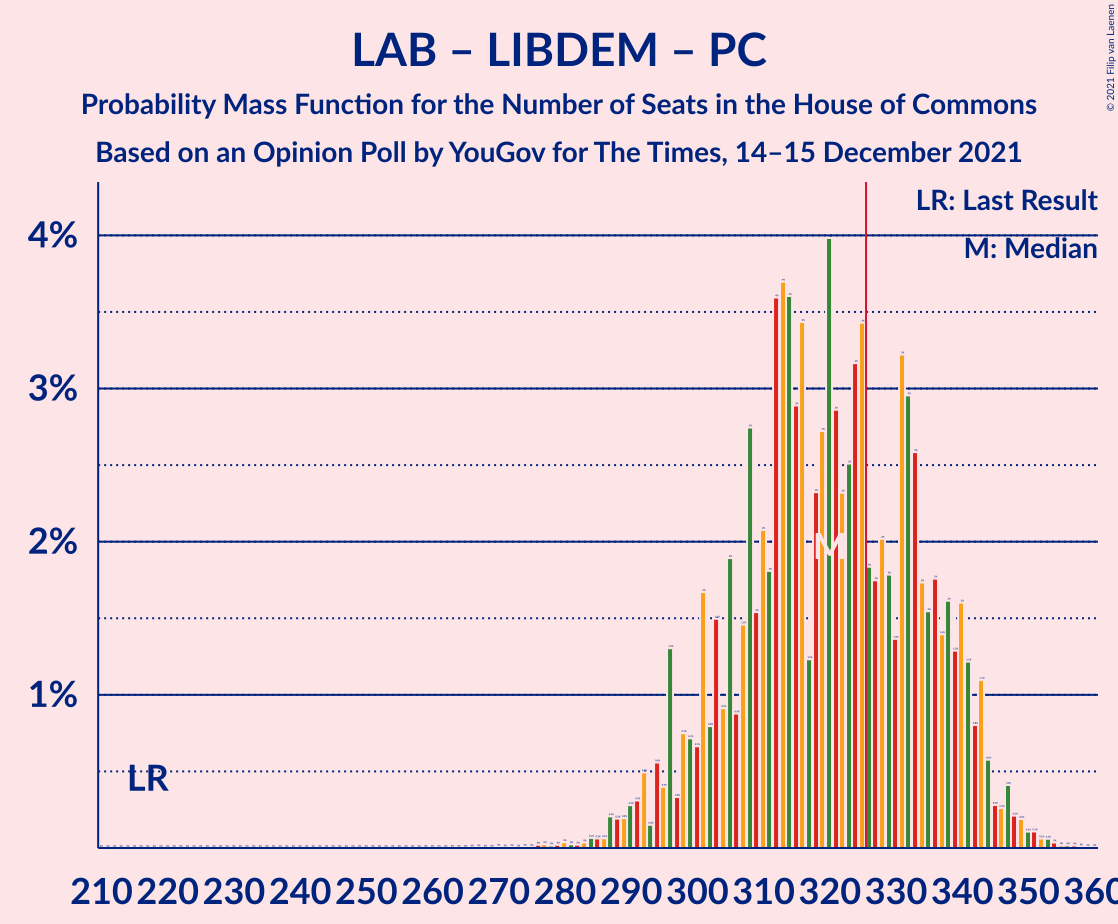 LAB – LIBDEM – PC
Probability Mass Function for the Number of Seats in the House of Commons
Based on an Opinion Poll by YouGov for The Times, 14–15 December 2021
© 2021 Filip van Laenen
LR: Last Result
M: Median
4%
3%
2%
1%
M
LR
210 220 230 240 250 260 270 280 290 300 310 320 330 340 350 360